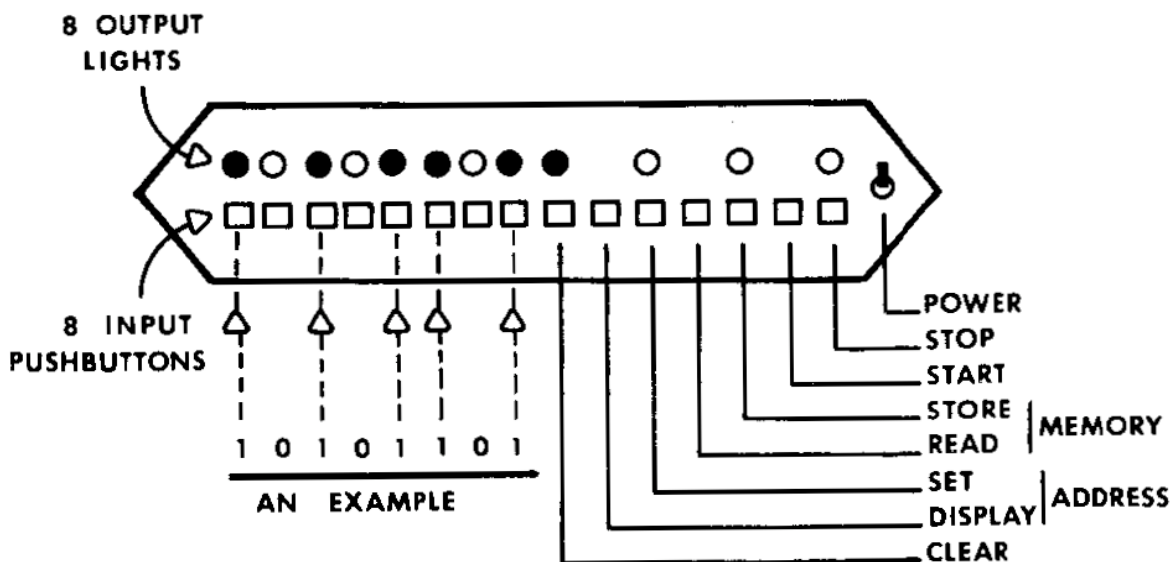 8 OUTPUT
LIGHTS
8 INPUT
PUSHBUTTONS
1 0 1 0 1 1 0 1
AN EXAMPLE
POWER
STOP
START
STORE
READ
MEMORY
SET
DISPLAY
ADDRESS
CLEAR